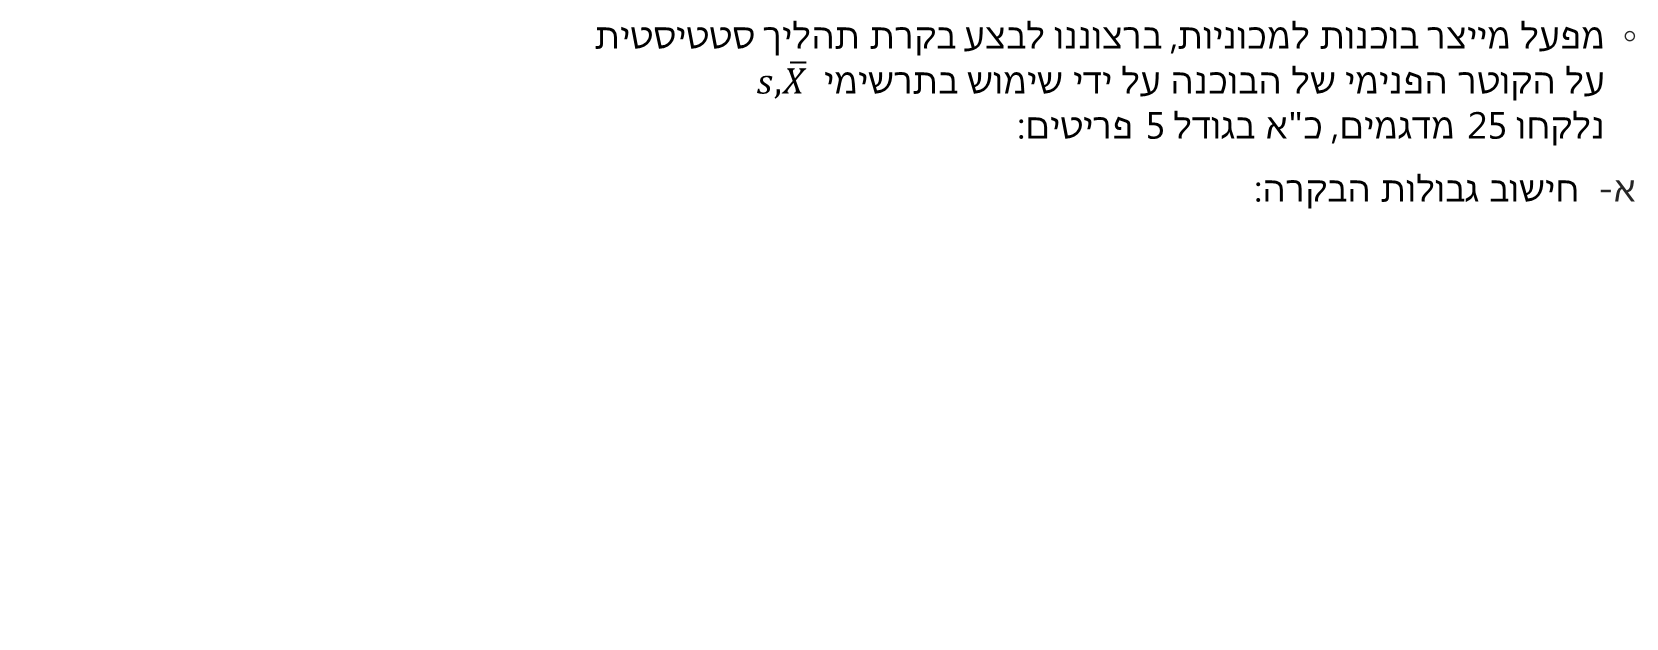 ◦ מפעל מייצר בוכנות למכוניות, ברצוננו לבצע בקרת תהליך סטטיסטית
על הקוטר הפנימי של הבוכנה על ידי שימוש בתרשימי s,X̅
נלקחו 25 מדגמים, כ"א בגודל 5 פריטים:
א- חישוב גבולות הבקרה: